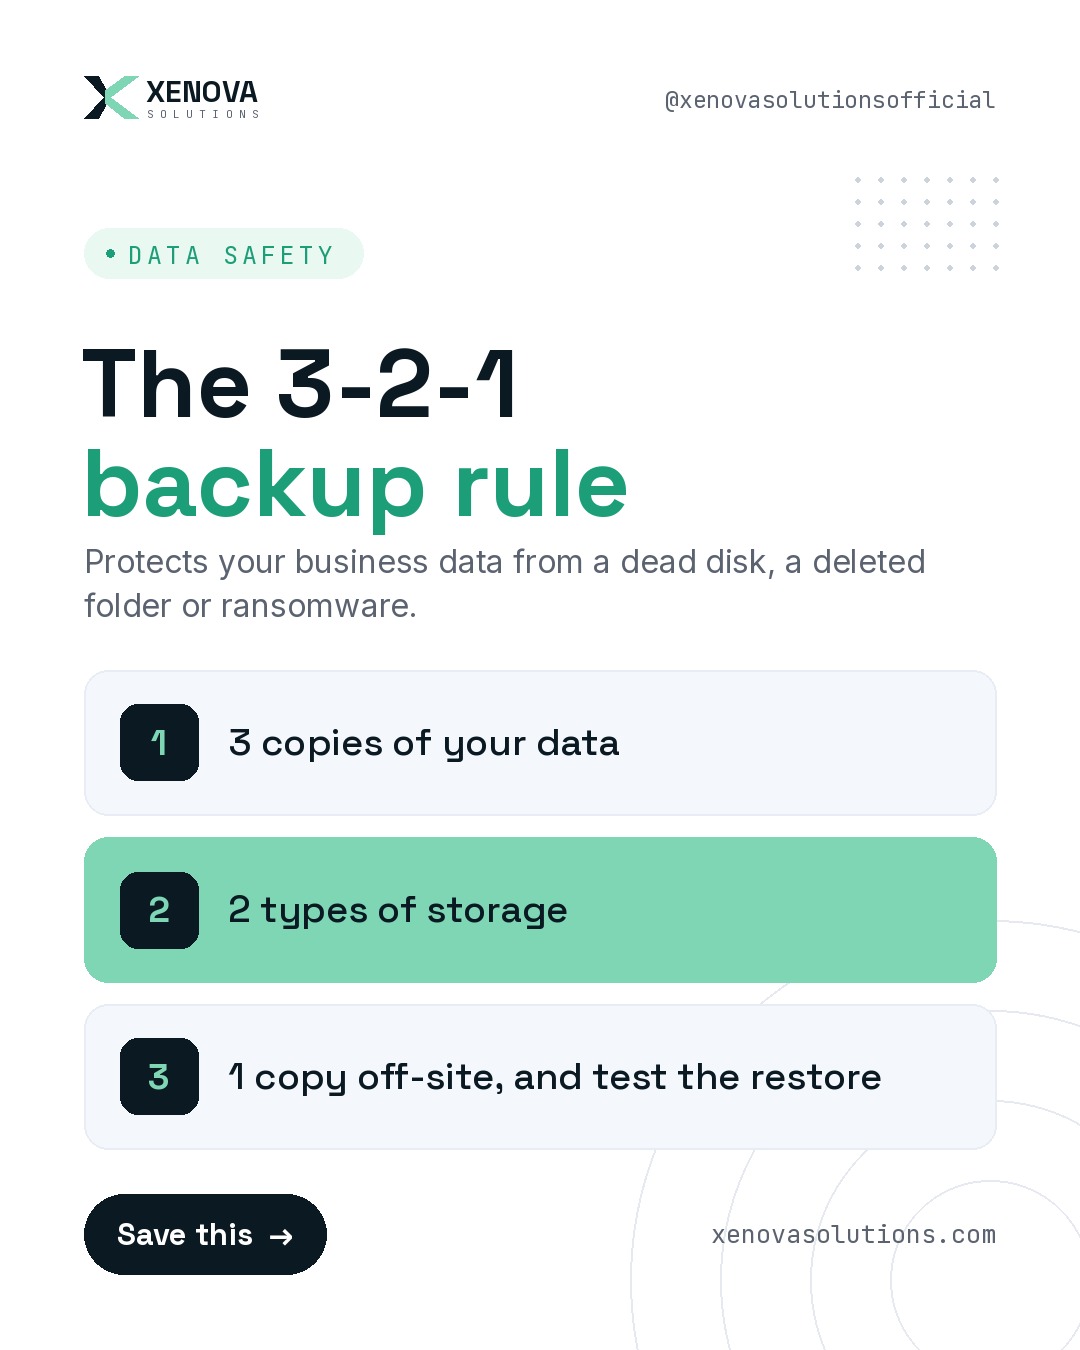 XENOVA
SOLUTIONS
@xenovasolutionsofficial
DATA SAFETY
The 3-2-1
backup rule
Protects your business data from a dead disk, a deleted
folder or ransomware.
1 3 copies of your data
2 2 types of storage
3 1 copy off-site, and test the restore
Save this →
xenovasolutions.com